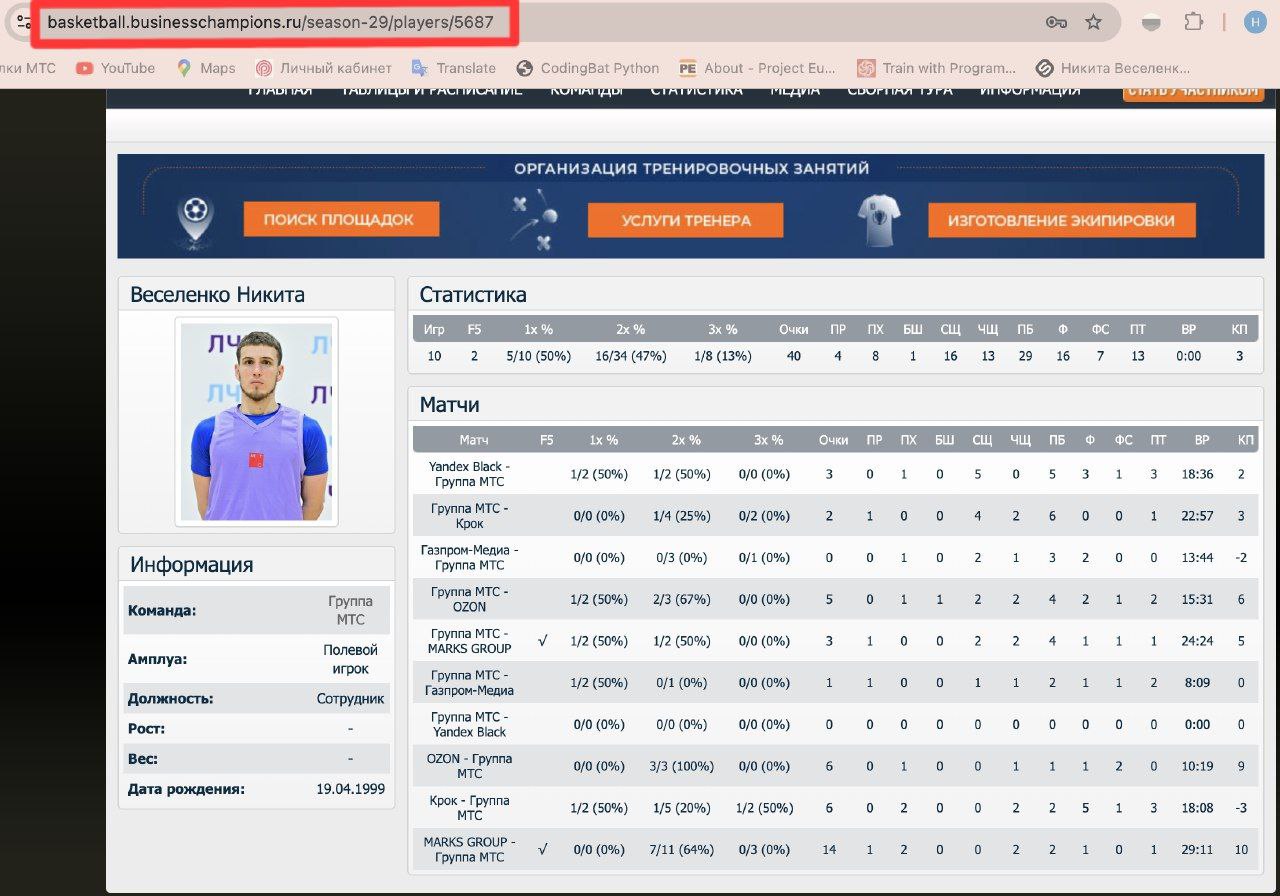 basketball.businesschampions.ru/season-29/players/5687
Н
лки МТС YouTube Maps Личный кабинет Translate CodingBat Python About - Project Eu... Train with Program... Никита Веселенк...
ГЛАВНАЯ ТАБЛИЦЫ И РАСПИСАНИЕ КОМАНДЫ СТАТИСТИКА МЕДИА СБОРНАЯ ТУРА ИНФОРМАЦИЯ СТАТЬ УЧАСТНИКОМ
ОРГАНИЗАЦИЯ ТРЕНИРОВОЧНЫХ ЗАНЯТИЙ
ПОИСК ПЛОЩАДОК УСЛУГИ ТРЕНЕРА ИЗГОТОВЛЕНИЕ ЭКИПИРОВКИ
Веселенко Никита
ЛЧ Л
ЛЧ Л
Информация
Команда: Группа
МТС
Амплуа: Полевой
игрок
Должность: Сотрудник
Рост: -
Вес: -
Дата рождения: 19.04.1999
Статистика
Игр F5 1x % 2x % 3x % Очки ПР ПХ БШ СЩ ЧЩ ПБ Ф ФС ПТ ВР КП
10 2 5/10 (50%) 16/34 (47%) 1/8 (13%) 40 4 8 1 16 13 29 16 7 13 0:00 3
Матчи
Матч F5 1x % 2x % 3x % Очки ПР ПХ БШ СЩ ЧЩ ПБ Ф ФС ПТ ВР КП
Yandex Black -
Группа МТС 1/2 (50%) 1/2 (50%) 0/0 (0%) 3 0 1 0 5 0 5 3 1 3 18:36 2
Группа МТС -
Крок 0/0 (0%) 1/4 (25%) 0/2 (0%) 2 1 0 0 4 2 6 0 0 1 22:57 3
Газпром-Медиа -
Группа МТС 0/0 (0%) 0/3 (0%) 0/1 (0%) 0 0 1 0 2 1 3 2 0 0 13:44 -2
Группа МТС -
OZON 1/2 (50%) 2/3 (67%) 0/0 (0%) 5 0 1 1 2 2 4 2 1 2 15:31 6
Группа МТС -
MARKS GROUP √ 1/2 (50%) 1/2 (50%) 0/0 (0%) 3 1 0 0 2 2 4 1 1 1 24:24 5
Группа МТС -
Газпром-Медиа 1/2 (50%) 0/1 (0%) 0/0 (0%) 1 1 0 0 1 1 2 1 1 2 8:09 0
Группа МТС -
Yandex Black 0/0 (0%) 0/0 (0%) 0/0 (0%) 0 0 0 0 0 0 0 0 0 0 0:00 0
OZON - Группа
МТС 0/0 (0%) 3/3 (100%) 0/0 (0%) 6 0 1 0 0 1 1 1 2 0 10:19 9
Крок - Группа
МТС 1/2 (50%) 1/5 (20%) 1/2 (50%) 6 0 2 0 0 2 2 5 1 3 18:08 -3
MARKS GROUP -
Группа МТС √ 0/0 (0%) 7/11 (64%) 0/3 (0%) 14 1 2 0 0 2 2 1 0 1 29:11 10